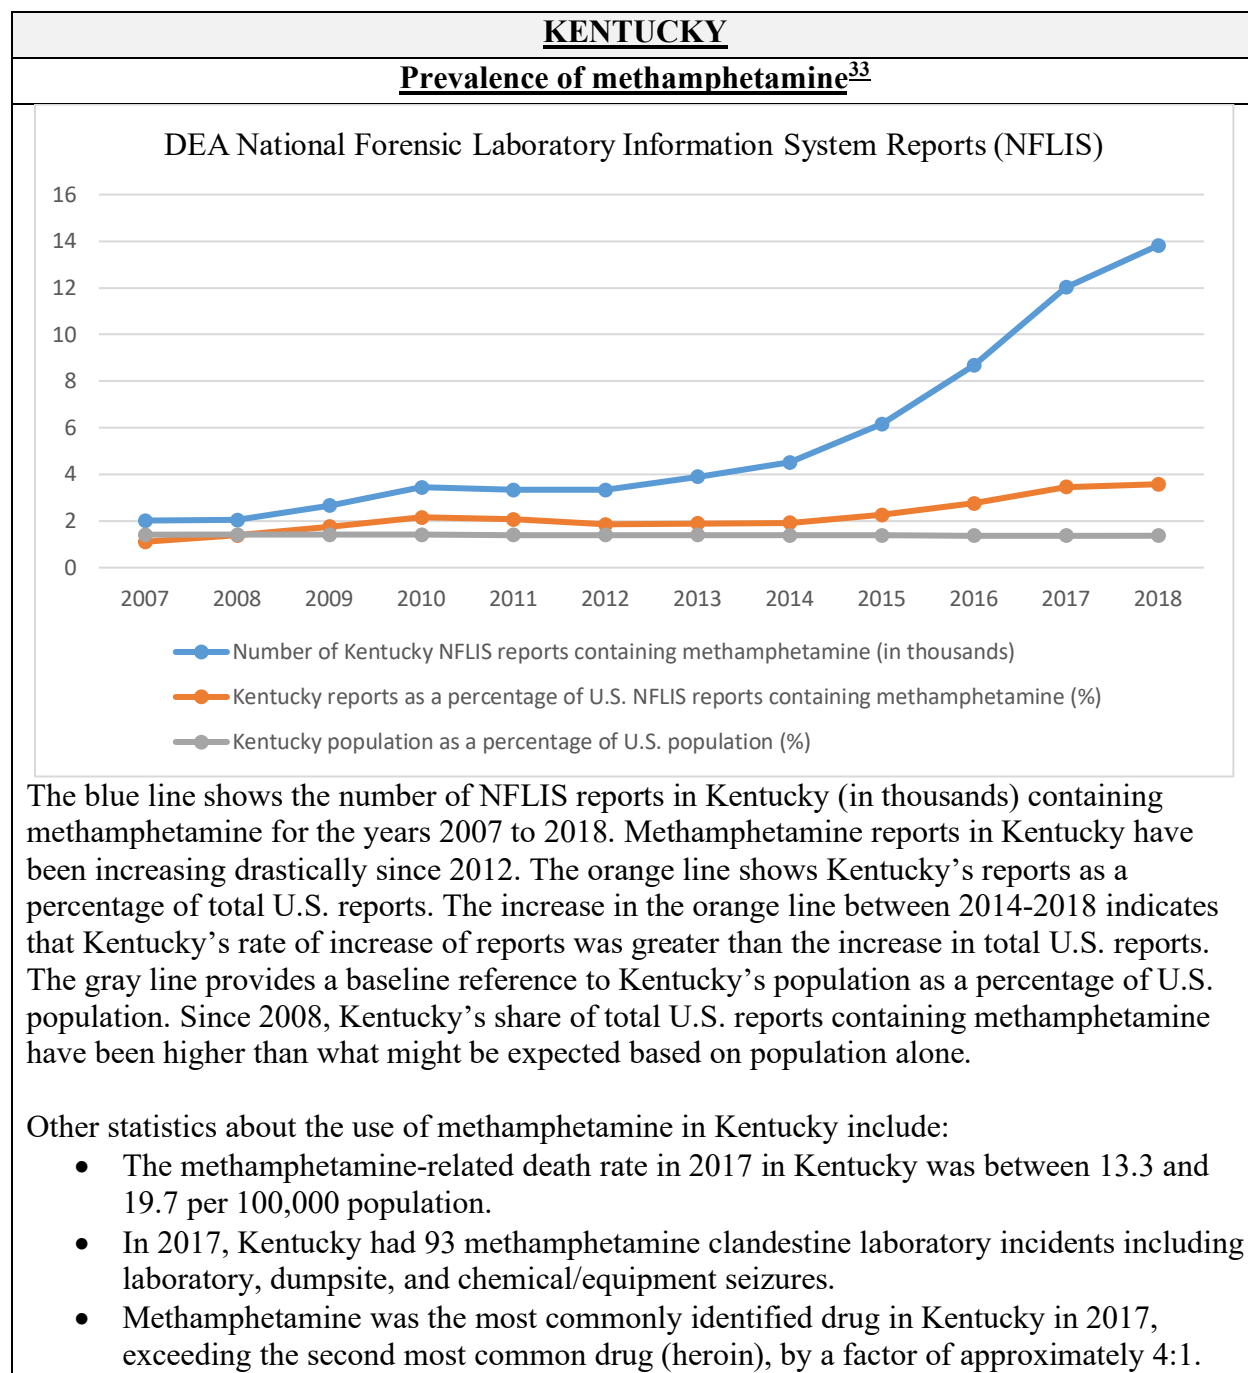 KENTUCKY
Prevalence of methamphetamine33
DEA National Forensic Laboratory Information System Reports (NFLIS)
16
14
12
10
8
6
4
2
0
2007 2008 2009 2010 2011 2012 2013 2014 2015 2016 2017 2018
Number of Kentucky NFLIS reports containing methamphetamine (in thousands)
Kentucky reports as a percentage of U.S. NFLIS reports containing methamphetamine (%)
Kentucky population as a percentage of U.S. population (%)
The blue line shows the number of NFLIS reports in Kentucky (in thousands) containing
methamphetamine for the years 2007 to 2018. Methamphetamine reports in Kentucky have
been increasing drastically since 2012. The orange line shows Kentucky’s reports as a
percentage of total U.S. reports. The increase in the orange line between 2014-2018 indicates
that Kentucky’s rate of increase of reports was greater than the increase in total U.S. reports.
The gray line provides a baseline reference to Kentucky’s population as a percentage of U.S.
population. Since 2008, Kentucky’s share of total U.S. reports containing methamphetamine
have been higher than what might be expected based on population alone.
Other statistics about the use of methamphetamine in Kentucky include:
• The methamphetamine-related death rate in 2017 in Kentucky was between 13.3 and
19.7 per 100,000 population.
• In 2017, Kentucky had 93 methamphetamine clandestine laboratory incidents including
laboratory, dumpsite, and chemical/equipment seizures.
• Methamphetamine was the most commonly identified drug in Kentucky in 2017,
exceeding the second most common drug (heroin), by a factor of approximately 4:1.